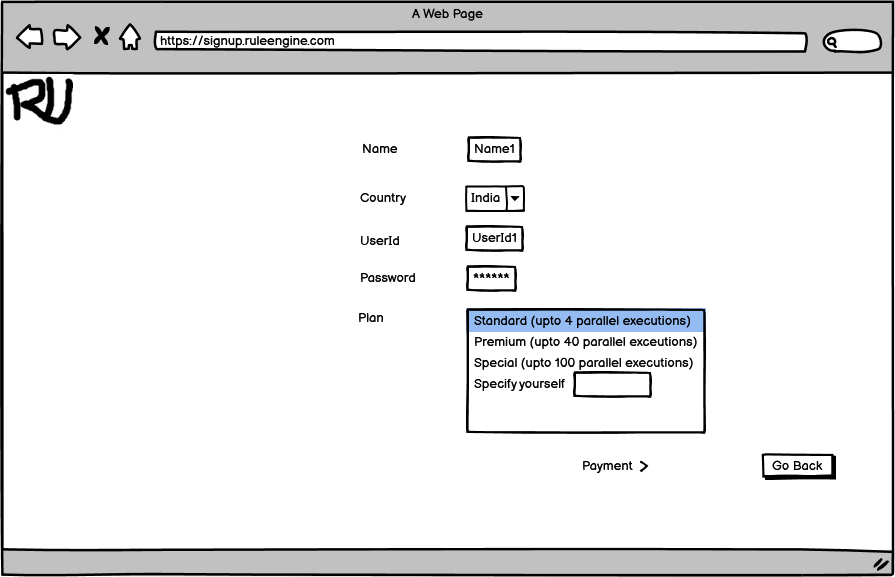 A Web Page
https://signup.ruleengine.com
RU
Name Name1
Country India
UserId UserId1
Password ******
Plan
Standard (upto 4 parallel executions)
Premium (upto 40 parallel exceutions)
Special (upto 100 parallel executions)
Specify yourself
Payment >
Go Back